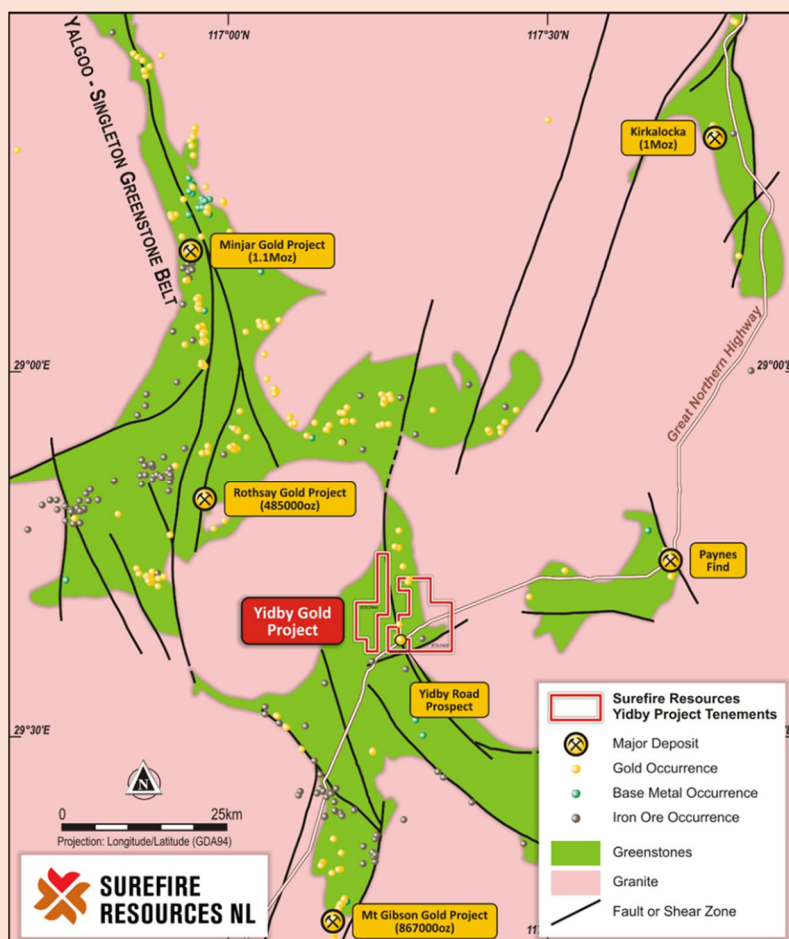 117°00'
117°30'
YALGOO - SINGLETON GREENSTONE BELT
Kirkalocka
(1Moz)
Minjar Gold Project
(1.1Moz)
29°00'E
29°00'E
Great Northern Highway
Rothsay Gold Project
(485000oz)
Paynes
Find
Yidby Gold
Project
Yidby Road
Prospect
29°30'
N
0
25km
Projection: Longitude/Latitude (GDA94)
SUREFIRE
RESOURCES NL
Mt Gibson Gold Project
(867000oz)
Surefire Resources
Yidby Project Tenements
Major Deposit
Gold Occurrence
Base Metal Occurrence
Iron Ore Occurrence
Greenstones
Granite
Fault or Shear Zone